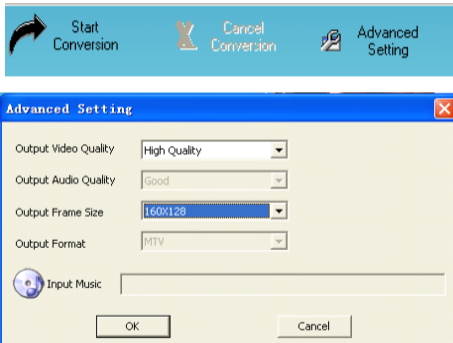 Start
Conversion
Cancel
Conversion
Advanced
Setting
Advanced Setting
Output Video Quality
High Quality
Output Audio Quality
Good
Output Frame Size
160X128
Output Format
MTV
Input Music
OK
Cancel